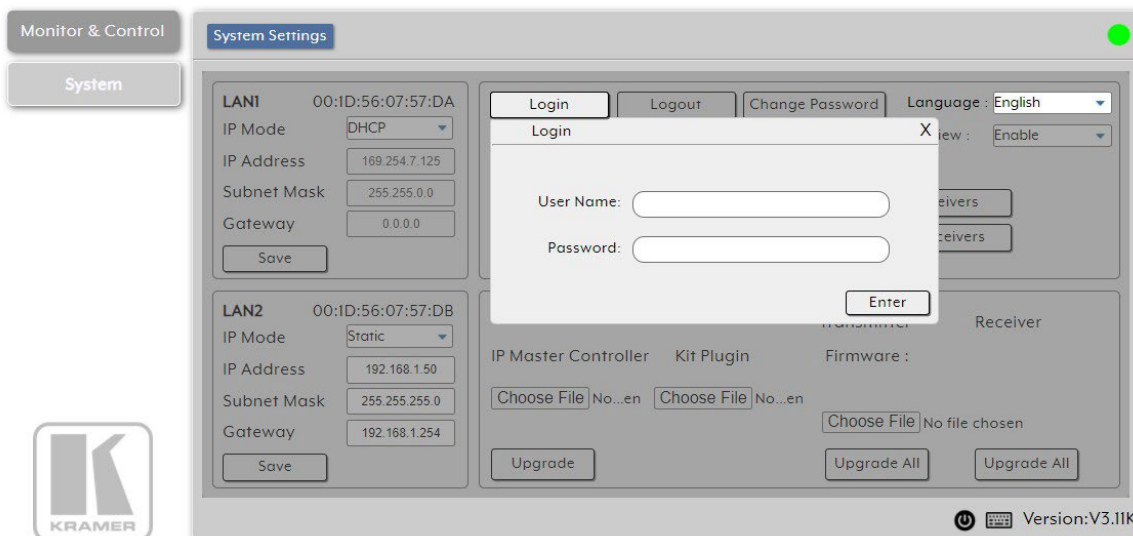 Monitor & Control
System
System Settings
LAN1 00:1D:56:07:57:DA
IP Mode DHCP
IP Address 169.254.7.125
Subnet Mask 255.255.0.0
Gateway 0.0.0.0
Save
Login Logout Change Password Language : English
iew : Enable
Login X
User Name:
Password:
Enter
eivers
eivers
LAN2 00:1D:56:07:57:DB
IP Mode Static
IP Address 192.168.1.50
Subnet Mask 255.255.255.0
Gateway 192.168.1.254
Save
Transmitter Receiver
IP Master Controller Kit Plugin Firmware :
Choose File No...en Choose File No...en
Choose File No file chosen
Upgrade Upgrade All Upgrade All
KRAMER
Version:V3.11K